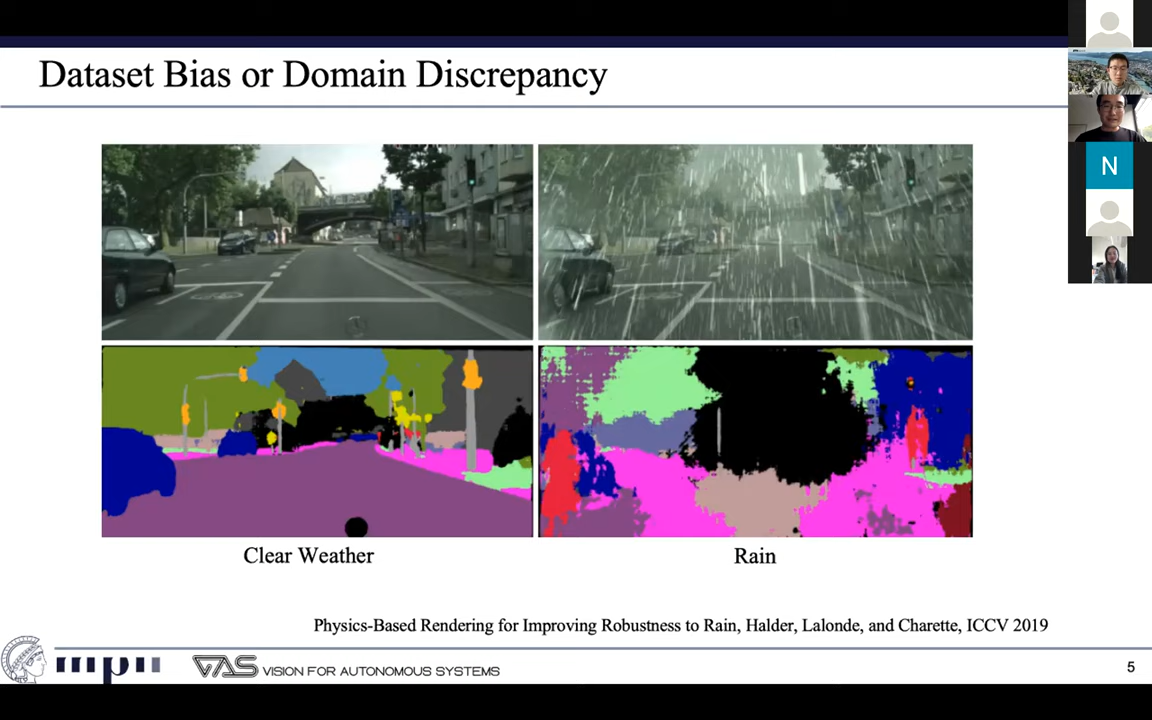 Dataset Bias or Domain Discrepancy
N
Clear Weather
Rain
Physics-Based Rendering for Improving Robustness to Rain, Halder, Lalonde, and Charette, ICCV 2019
mpii
VAS VISION FOR AUTONOMOUS SYSTEMS
5